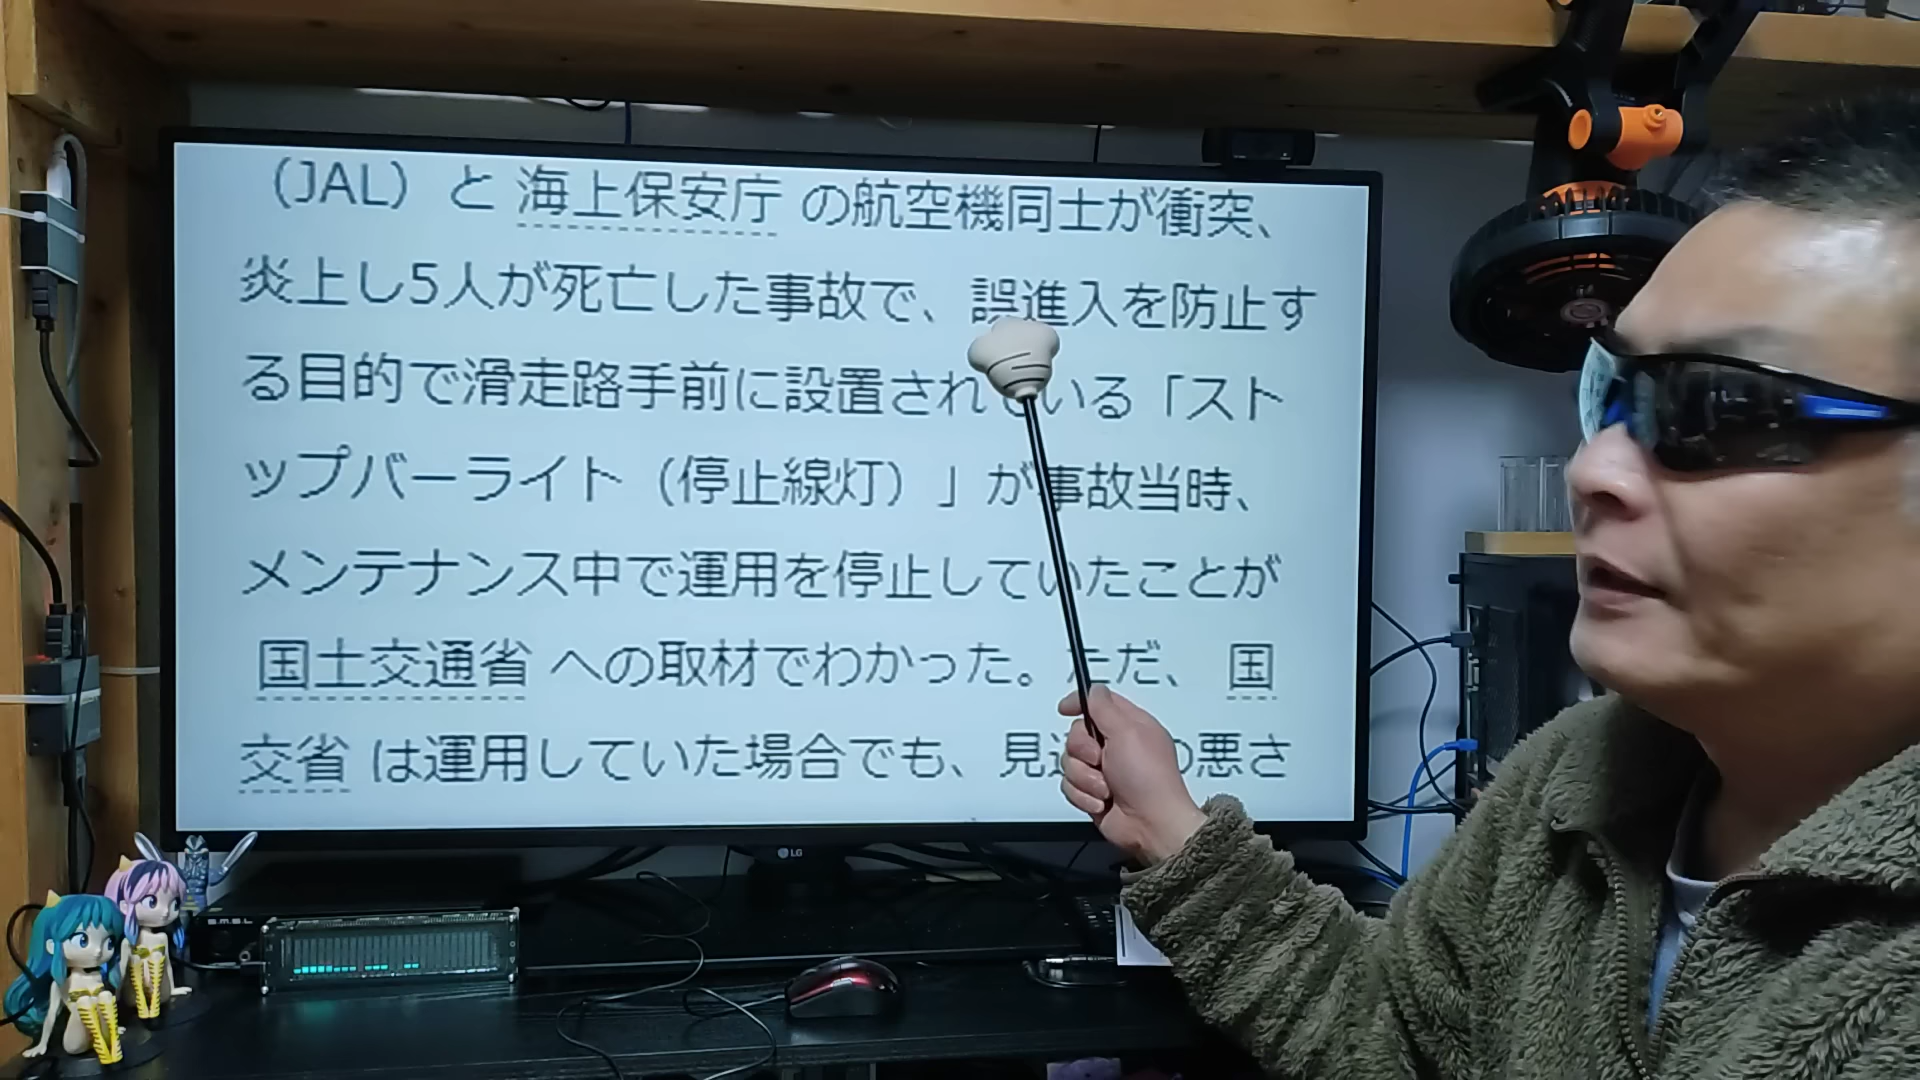 （JAL）と 海上保安庁 の航空機同士が衝突、
炎上し5人が死亡した事故で、誤進入を防止す
る目的で滑走路手前に設置されている「スト
ップバーライト（停止線灯）」が事故当時、
メンテナンス中で運用を停止していたことが
国土交通省 への取材でわかった。ただ、 国
交省 は運用していた場合でも、見 の悪さ
LG
S.M.S.L